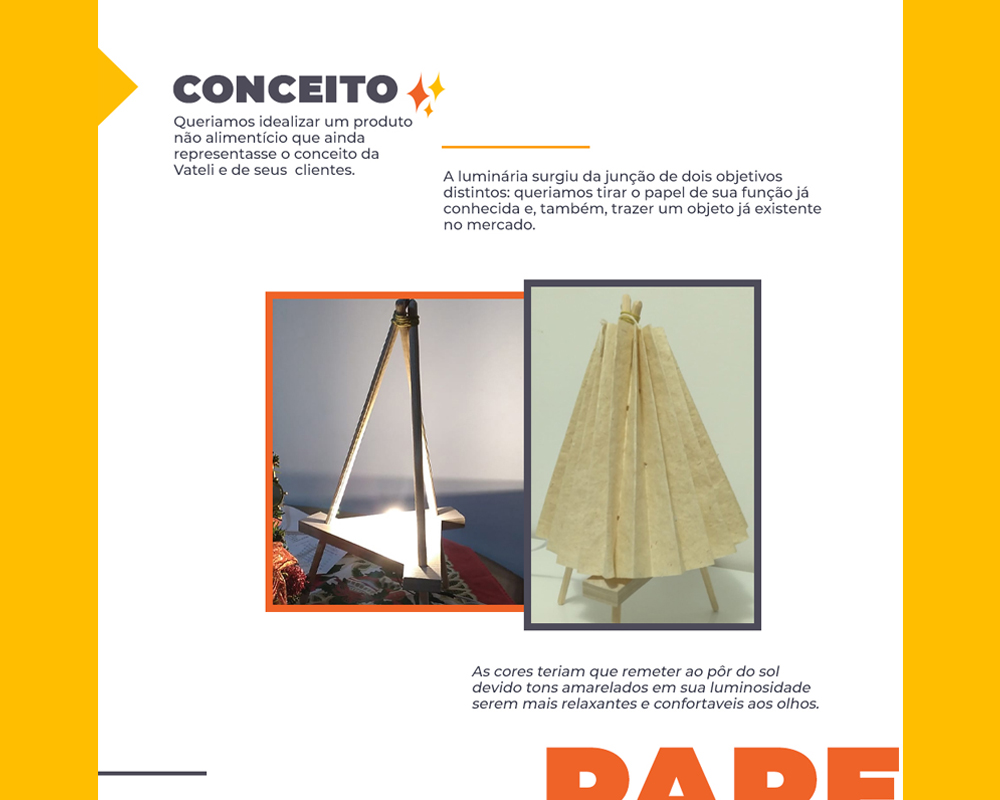 CONCEITO
Queriamos idealizar um produto
não alimentício que ainda
representasse o conceito da
Vateli e de seus clientes.
A luminária surgiu da junção de dois objetivos
distintos: queriamos tirar o papel de sua função já
conhecida e, também, trazer um objeto já existente
no mercado.
As cores teriam que remeter ao pôr do sol
devido tons amarelados em sua luminosidade
serem mais relaxantes e confortaveis aos olhos.